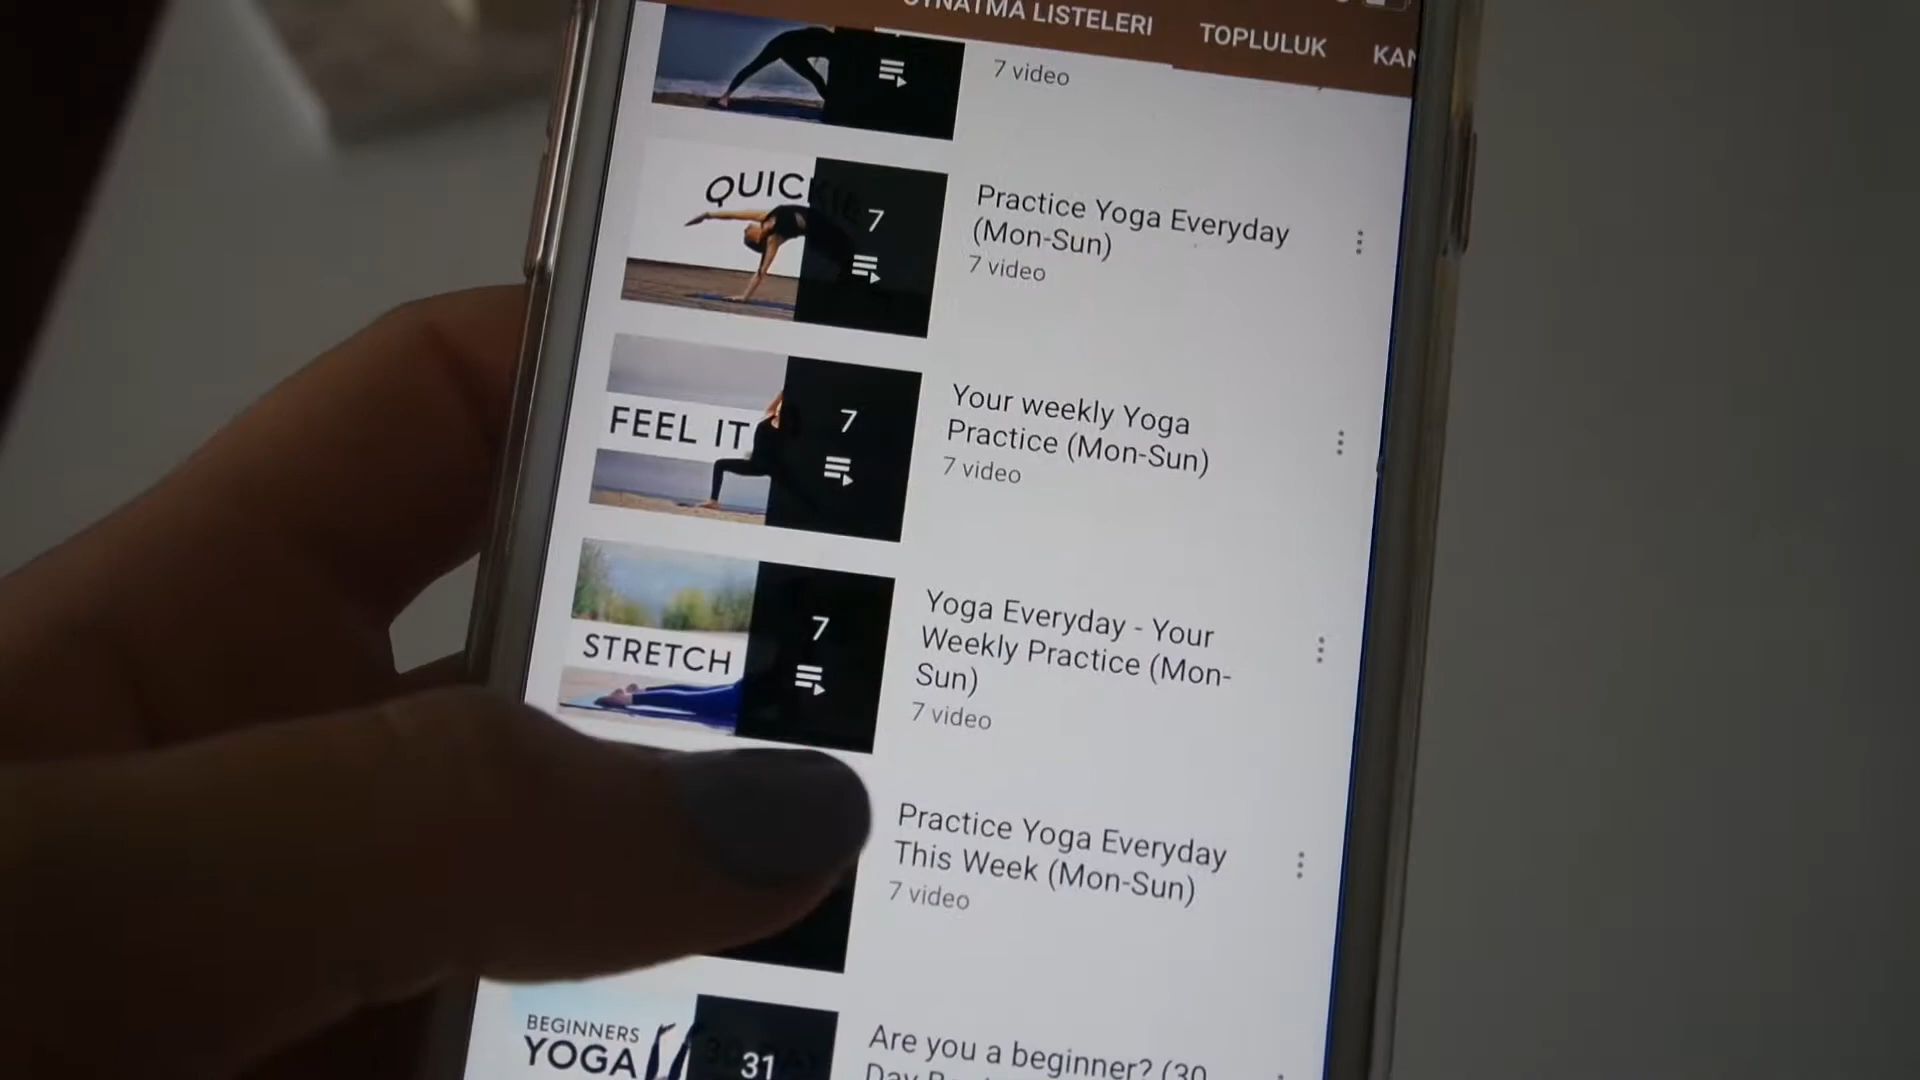 LISTELERI
TOPLULUK
7 video
QUICKIE
7
Practice Yoga Everyday
(Mon-Sun)
7 video
FEEL IT
7
Your weekly Yoga
Practice (Mon-Sun)
7 video
STRETCH
7
Yoga Everyday - Your
Weekly Practice (Mon-
Sun)
7 video
Practice Yoga Everyday
This Week (Mon-Sun)
7 video
BEGINNERS
YOGA
31
Are you a beginner? (30
Day